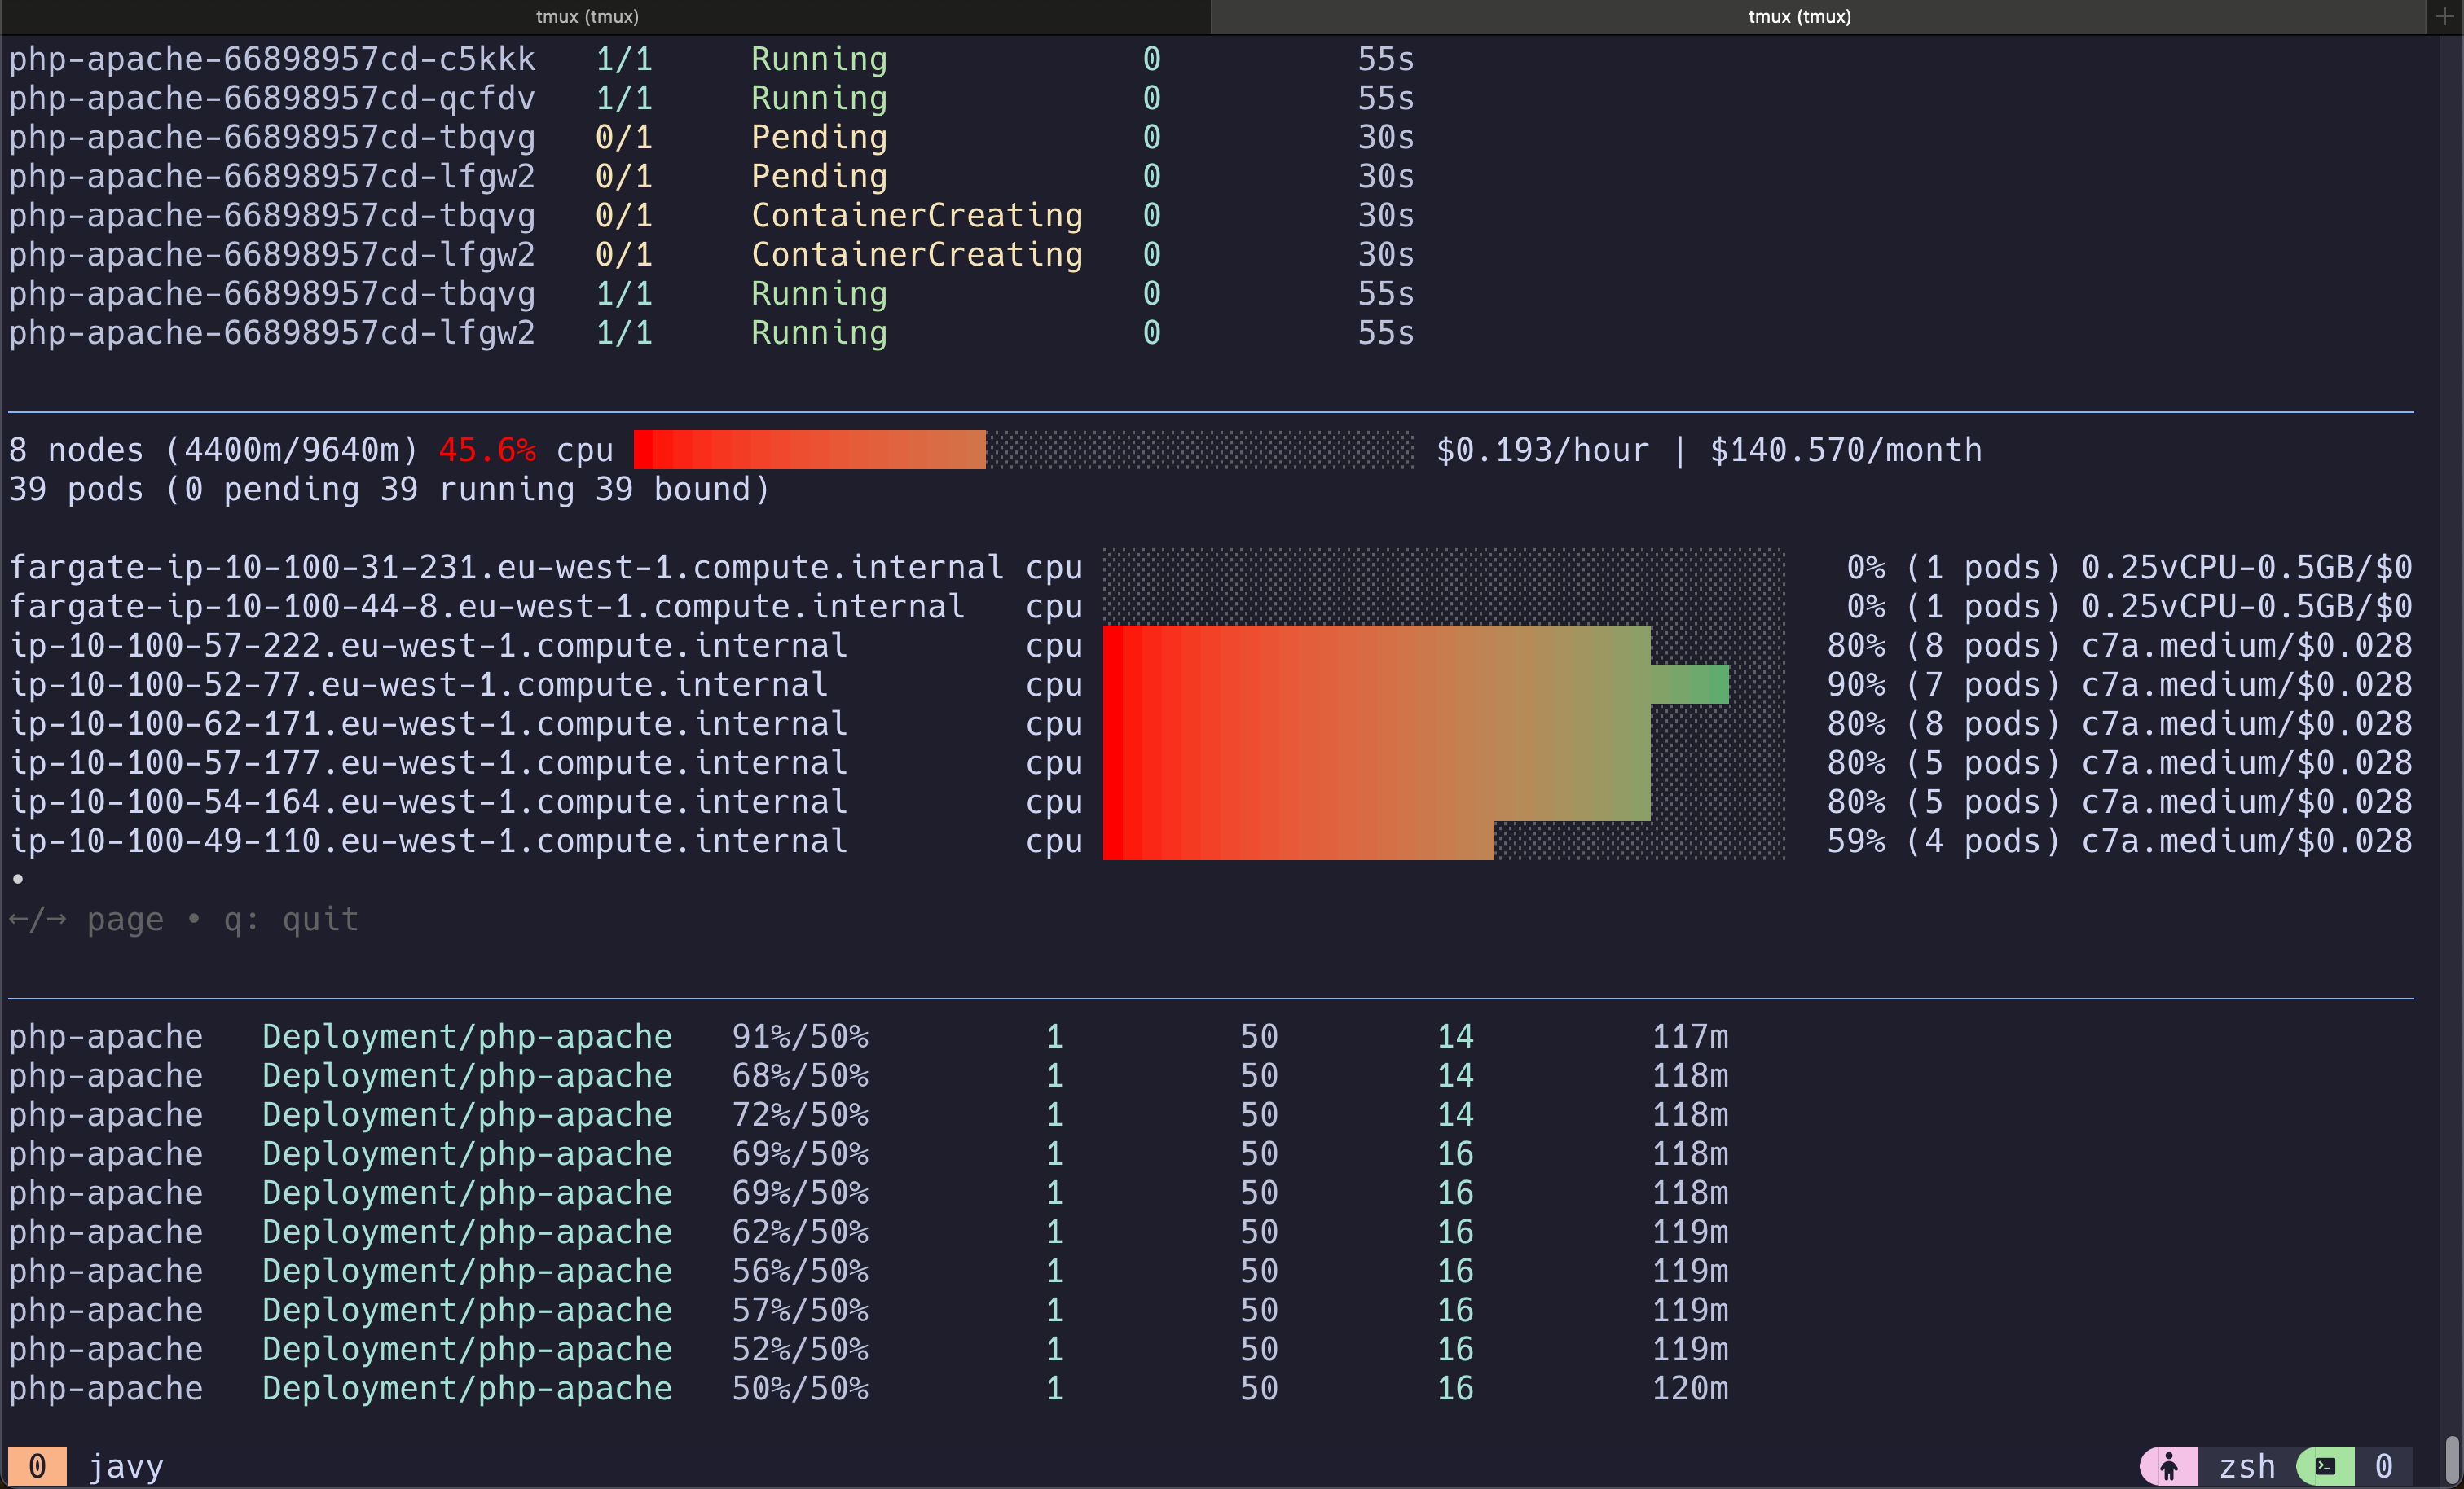 tmux (tmux) tmux (tmux) +
php-apache-66898957cd-c5kkk 1/1 Running 0 55s
php-apache-66898957cd-qcfdv 1/1 Running 0 55s
php-apache-66898957cd-tbqvg 0/1 Pending 0 30s
php-apache-66898957cd-lfgw2 0/1 Pending 0 30s
php-apache-66898957cd-tbqvg 0/1 ContainerCreating 0 30s
php-apache-66898957cd-lfgw2 0/1 ContainerCreating 0 30s
php-apache-66898957cd-tbqvg 1/1 Running 0 55s
php-apache-66898957cd-lfgw2 1/1 Running 0 55s
8 nodes (4400m/9640m) 45.6% cpu $0.193/hour | $140.570/month
39 pods (0 pending 39 running 39 bound)
fargate-ip-10-100-31-231.eu-west-1.compute.internal cpu 0% (1 pods) 0.25vCPU-0.5GB/$0
fargate-ip-10-100-44-8.eu-west-1.compute.internal cpu 0% (1 pods) 0.25vCPU-0.5GB/$0
ip-10-100-57-222.eu-west-1.compute.internal cpu 80% (8 pods) c7a.medium/$0.028
ip-10-100-52-77.eu-west-1.compute.internal cpu 90% (7 pods) c7a.medium/$0.028
ip-10-100-62-171.eu-west-1.compute.internal cpu 80% (8 pods) c7a.medium/$0.028
ip-10-100-57-177.eu-west-1.compute.internal cpu 80% (5 pods) c7a.medium/$0.028
ip-10-100-54-164.eu-west-1.compute.internal cpu 80% (5 pods) c7a.medium/$0.028
ip-10-100-49-110.eu-west-1.compute.internal cpu 59% (4 pods) c7a.medium/$0.028
•
←/→ page • q: quit
php-apache Deployment/php-apache 91%/50% 1 50 14 117m
php-apache Deployment/php-apache 68%/50% 1 50 14 118m
php-apache Deployment/php-apache 72%/50% 1 50 14 118m
php-apache Deployment/php-apache 69%/50% 1 50 16 118m
php-apache Deployment/php-apache 69%/50% 1 50 16 118m
php-apache Deployment/php-apache 62%/50% 1 50 16 119m
php-apache Deployment/php-apache 56%/50% 1 50 16 119m
php-apache Deployment/php-apache 57%/50% 1 50 16 119m
php-apache Deployment/php-apache 52%/50% 1 50 16 119m
php-apache Deployment/php-apache 50%/50% 1 50 16 120m
0 javy zsh 0